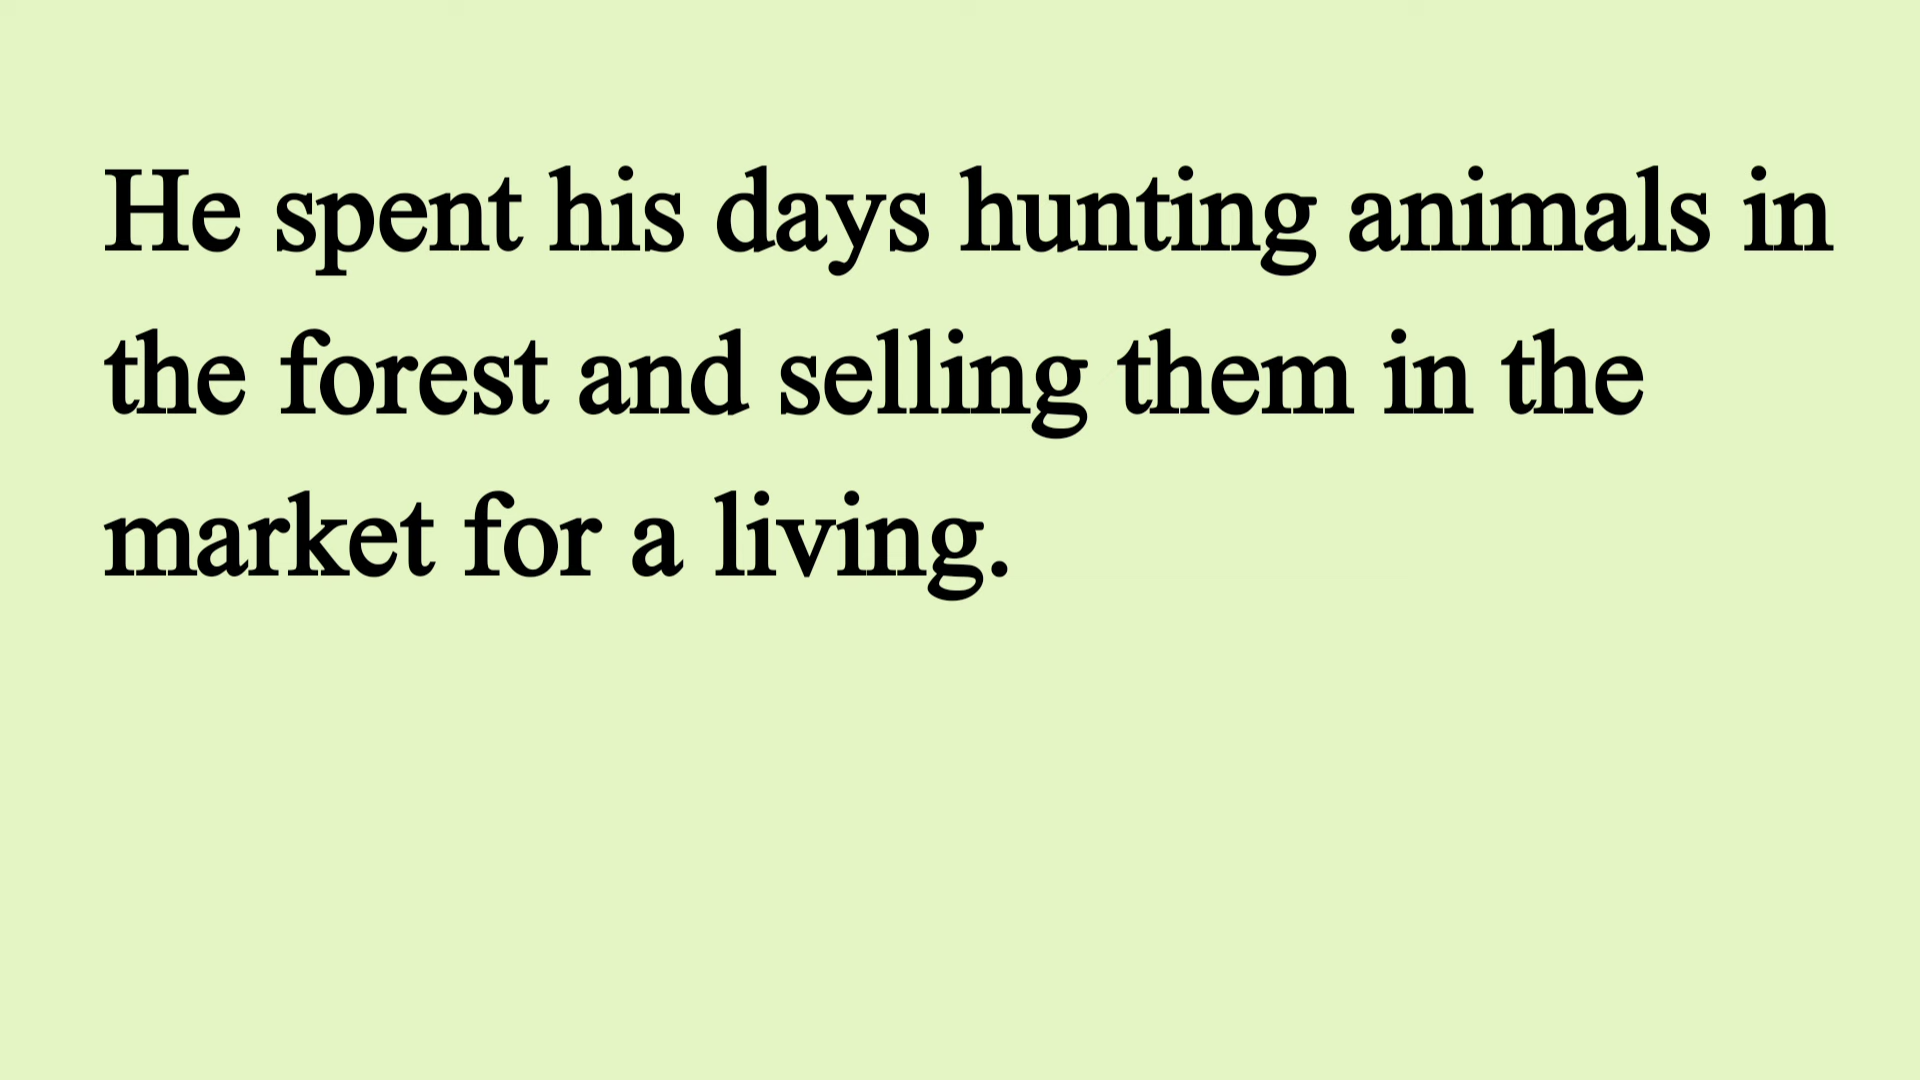 He spent his days hunting animals in
the forest and selling them in the
market for a living.